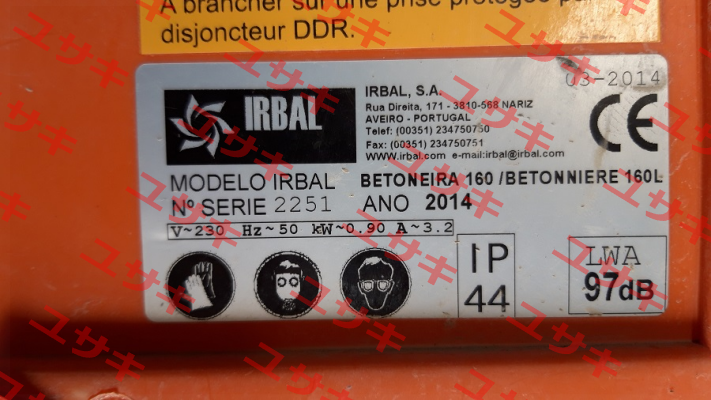 A brancher sur une prise protégée par
disjoncteur DDR.
03-2014
IRBAL
IRBAL, S.A.
Rua Direita, 171 - 3810-568 NARIZ
AVEIRO - PORTUGAL
Telef: (00351) 234750750
Fax: (00351) 234750751
www.irbal.com e-mail:irbal@irbal.com
CE
MODELO IRBAL BETONEIRA 160 /BETONNIERE 160L
Nº SERIE 2251 ANO 2014
V~230 Hz~50 kW~0.90 A~3.2
IP
44
LWA
97dB
ユサキ